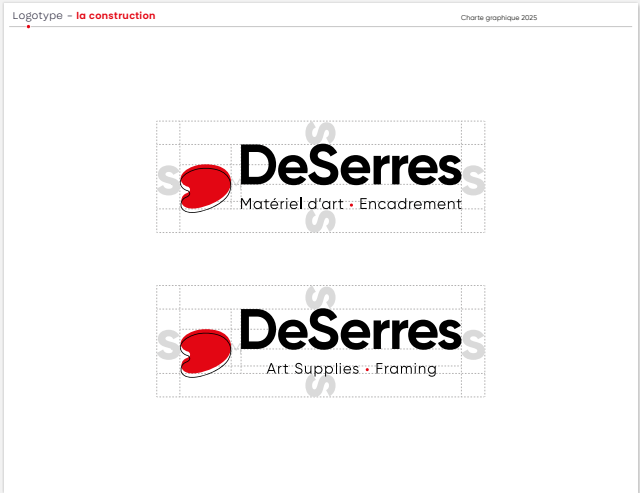 Logotype – la construction
Charte graphique 2025
S
S
DeSerres
S
Matériel d’art • Encadrement
S
S
S
DeSerres
S
Art Supplies • Framing
S